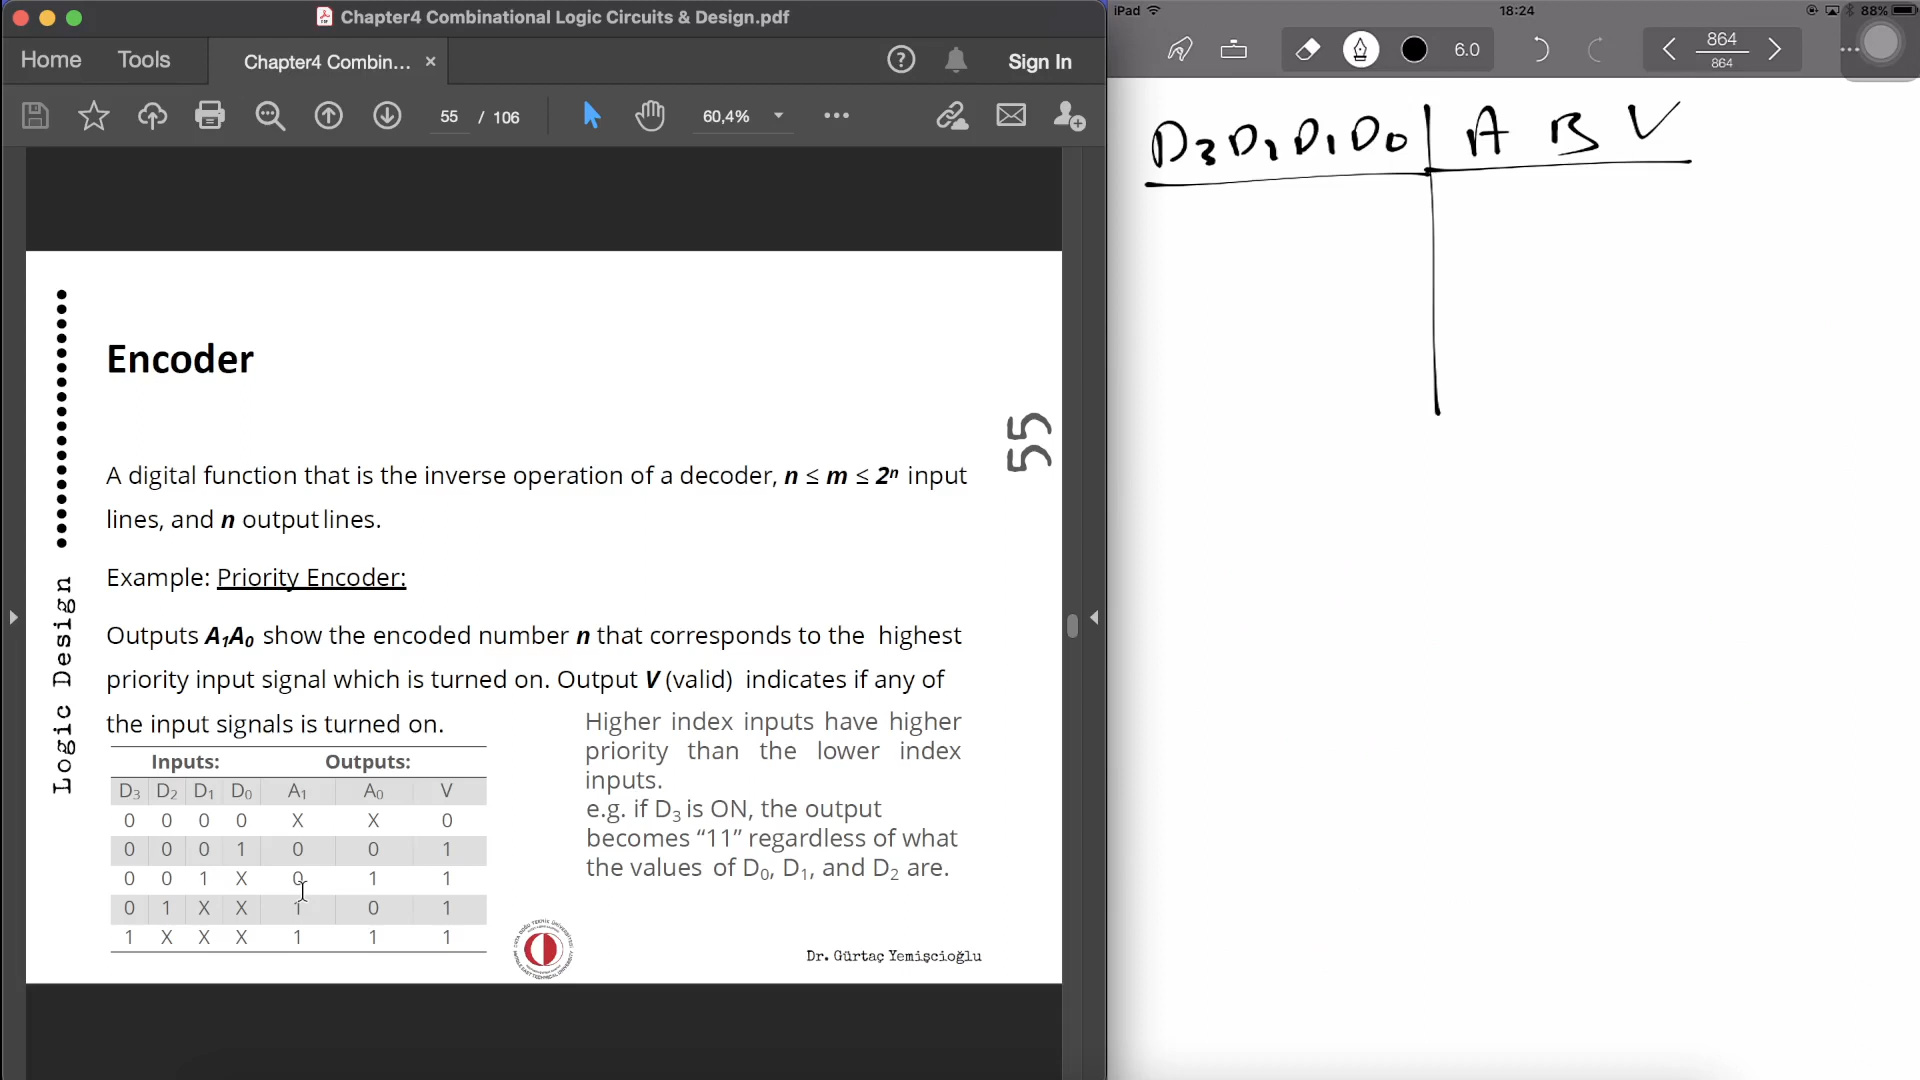 Chapter4 Combinational Logic Circuits & Design.pdf
Home Tools Chapter4 Combin... × Sign In
55 / 106 60,4%
Encoder
55
A digital function that is the inverse operation of a decoder, n ≤ m ≤ 2ⁿ input
lines, and n output lines.
Example: Priority Encoder:
Outputs A₁A₀ show the encoded number n that corresponds to the highest
priority input signal which is turned on. Output V (valid) indicates if any of
the input signals is turned on.
Logic Design
Inputs: Outputs:
D₃ D₂ D₁ D₀ A₁ A₀ V
0 0 0 0 X X 0
0 0 0 1 0 0 1
0 0 1 X 0 1 1
0 1 X X 1 0 1
1 X X X 1 1 1
Higher index inputs have higher
priority than the lower index
inputs.
e.g. if D₃ is ON, the output
becomes “11” regardless of what
the values of D₀, D₁, and D₂ are.
Dr. Gürtaç Yemişcioğlu
iPad 18:24 88%
6.0 864
864
D₃ D₂ D₁ D₀ A B V